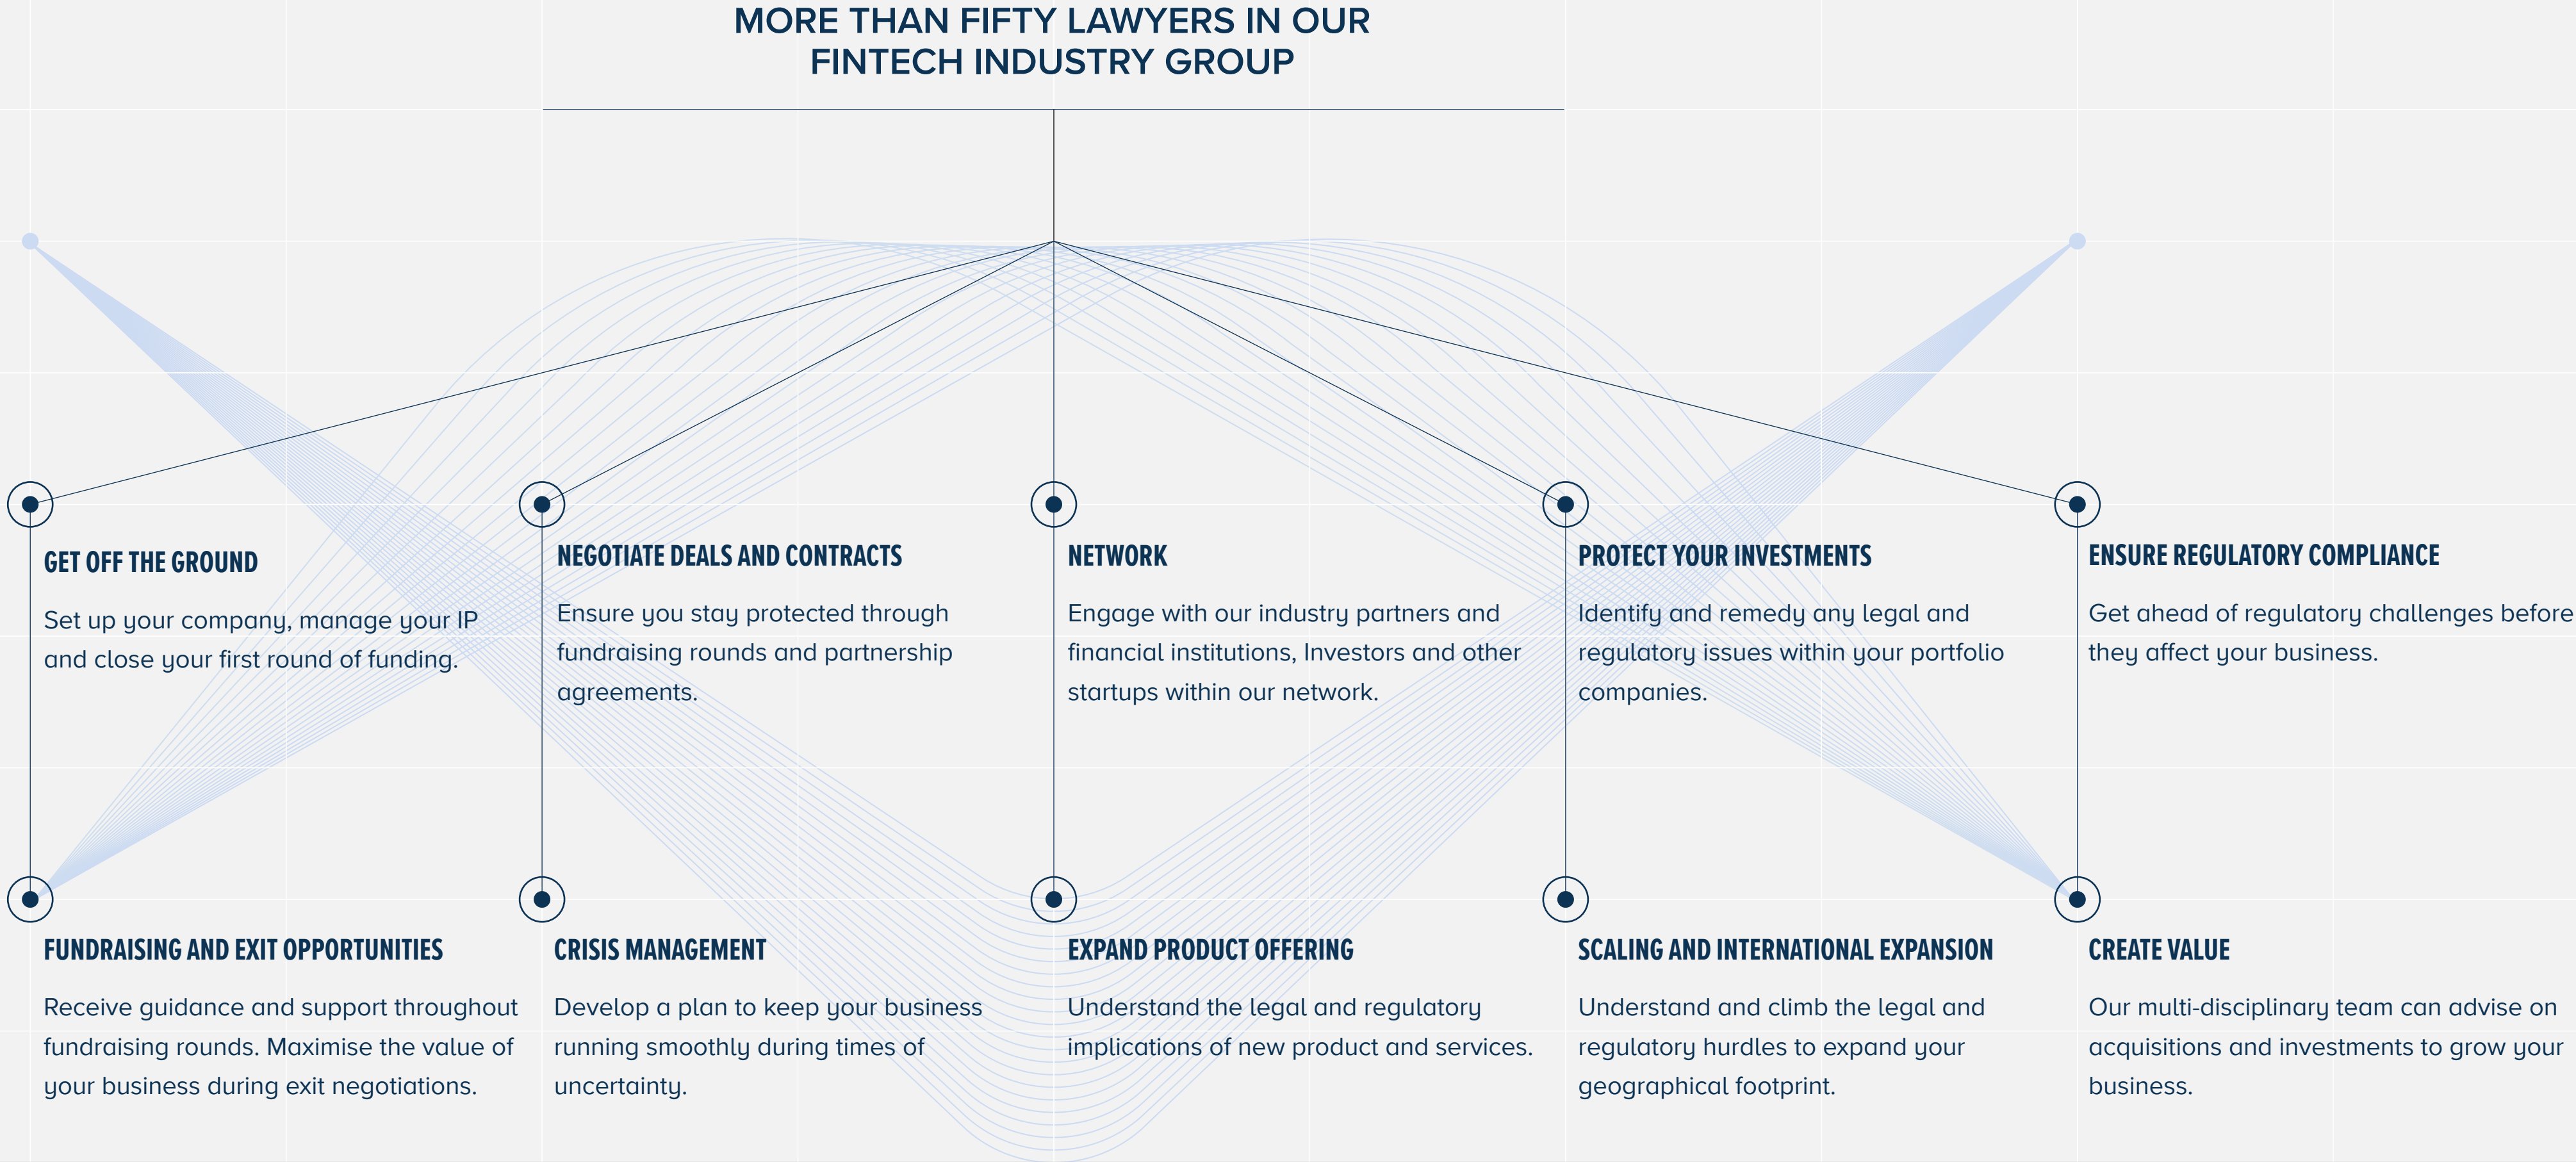 MORE THAN FIFTY LAWYERS IN OUR
FINTECH INDUSTRY GROUP
GET OFF THE GROUND
Set up your company, manage your IP
and close your first round of funding.
NEGOTIATE DEALS AND CONTRACTS
Ensure you stay protected through
fundraising rounds and partnership
agreements.
NETWORK
Engage with our industry partners and
financial institutions, Investors and other
startups within our network.
PROTECT YOUR INVESTMENTS
Identify and remedy any legal and
regulatory issues within your portfolio
companies.
ENSURE REGULATORY COMPLIANCE
Get ahead of regulatory challenges before
they affect your business.
FUNDRAISING AND EXIT OPPORTUNITIES
Receive guidance and support throughout
fundraising rounds. Maximise the value of
your business during exit negotiations.
CRISIS MANAGEMENT
Develop a plan to keep your business
running smoothly during times of
uncertainty.
EXPAND PRODUCT OFFERING
Understand the legal and regulatory
implications of new product and services.
SCALING AND INTERNATIONAL EXPANSION
Understand and climb the legal and
regulatory hurdles to expand your
geographical footprint.
CREATE VALUE
Our multi-disciplinary team can advise on
acquisitions and investments to grow your
business.